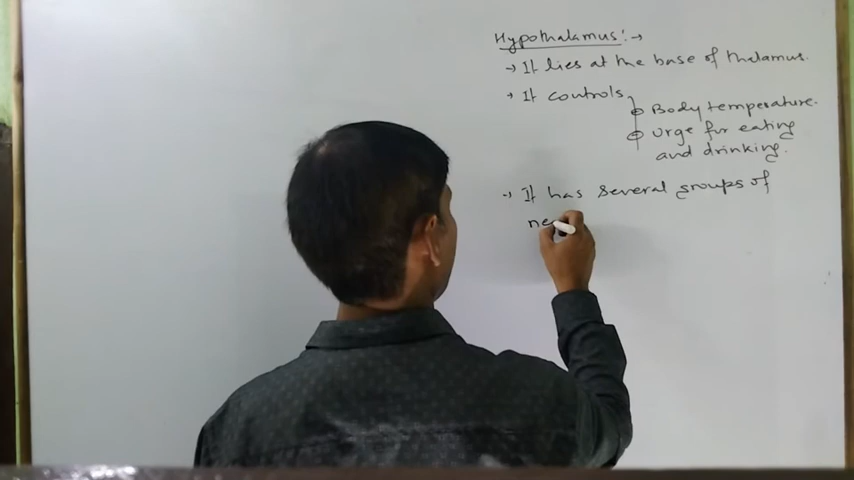 Hypothalamus:→
→ It lies at the base of thalamus.
→ It controls
Body temperature.
Urge for eating
and drinking.
→ It has several groups of
ne